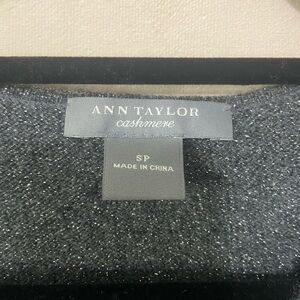 ANN TAYLOR
cashmere
SP
MADE IN CHINA